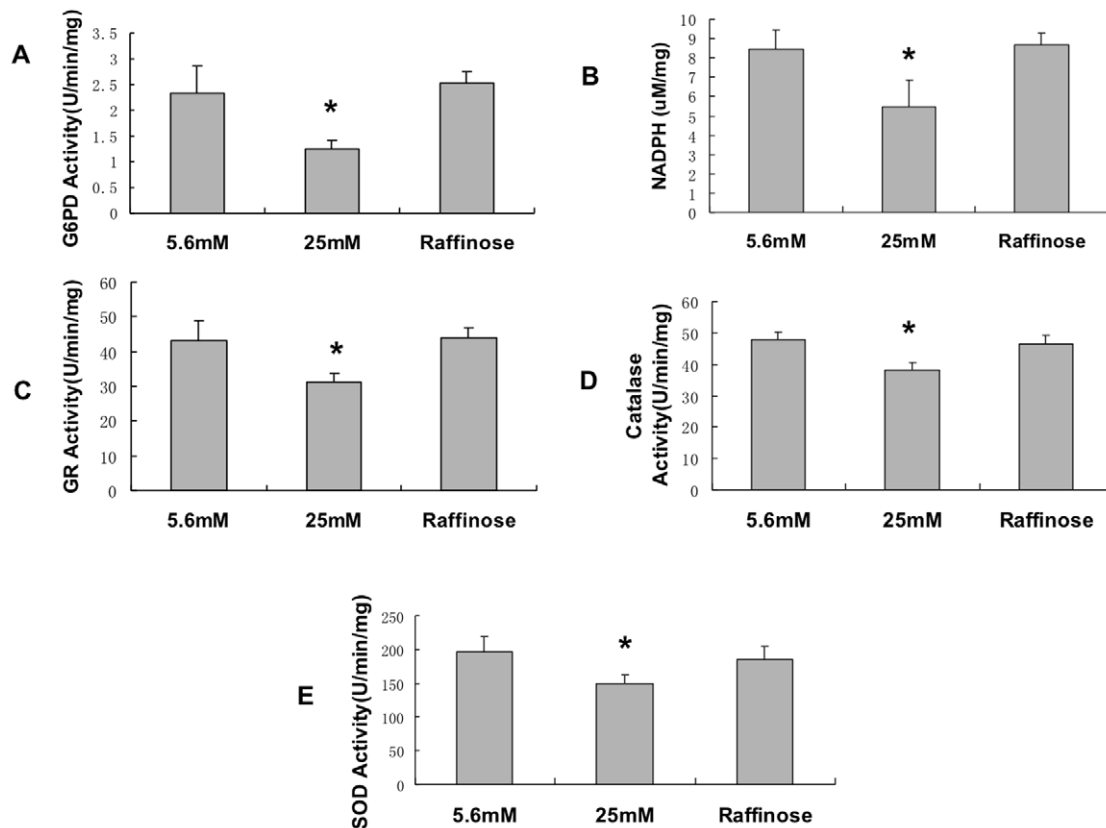 A
G6PD Activity(U/min/mg)
3.5
3
2.5
2
1.5
1
0.5
0
*
5.6mM 25mM Raffinose
B
NADPH (uM/mg)
10
9
8
7
6
5
4
3
2
1
0
*
5.6mM 25mM Raffinose
C
GR Activity(U/min/mg)
60
50
40
30
20
10
0
*
5.6mM 25mM Raffinose
D
Catalase
Activity(U/min/mg)
60
50
40
30
20
10
0
*
5.6mM 25mM Raffinose
E
SOD Activity(U/min/mg)
250
200
150
100
50
0
*
5.6mM 25mM Raffinose